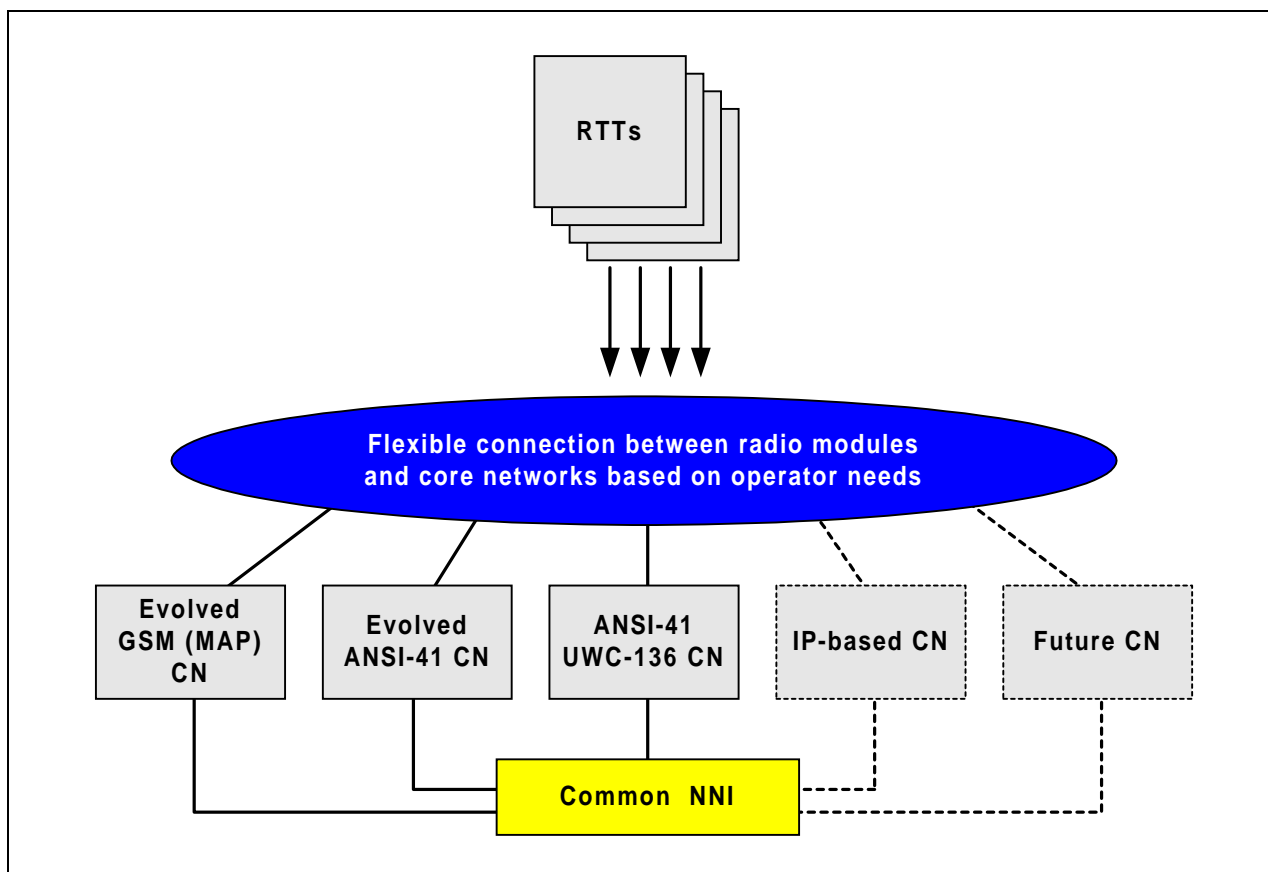 RTTs
Flexible connection between radio modules
and core networks based on operator needs
Evolved
GSM (MAP)
CN
Evolved
ANSI-41 CN
ANSI-41
UWC-136 CN
IP-based CN
Future CN
Common NNI